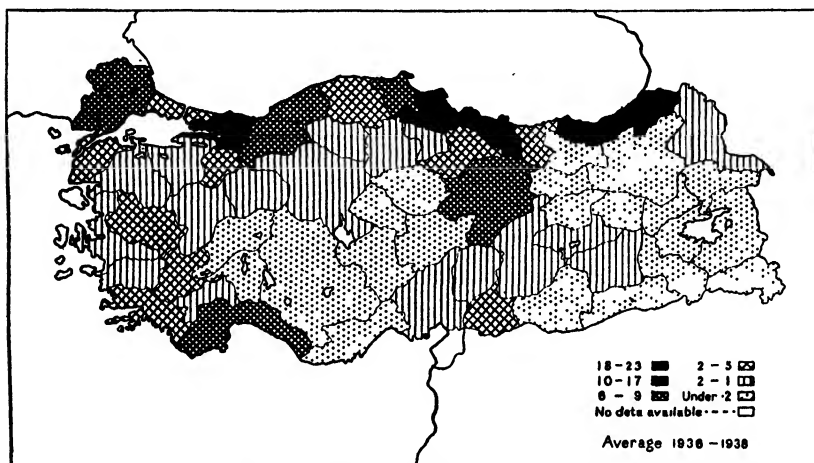 18 - 23 2 - 5
10 - 17 2 - 1
6 - 9 Under ·2
No data available
Average 1936 - 1938